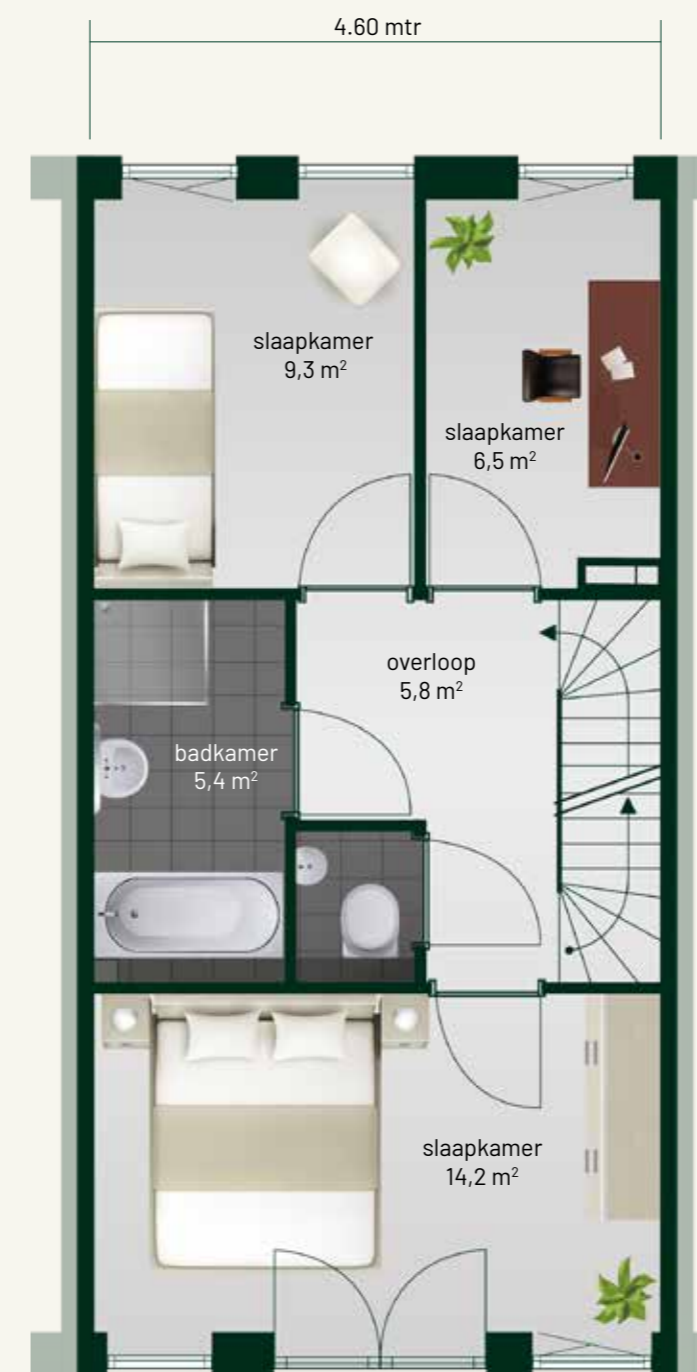 4.60 mtr
slaapkamer
9,3 m²
slaapkamer
6,5 m²
overloop
5,8 m²
badkamer
5,4 m²
slaapkamer
14,2 m²